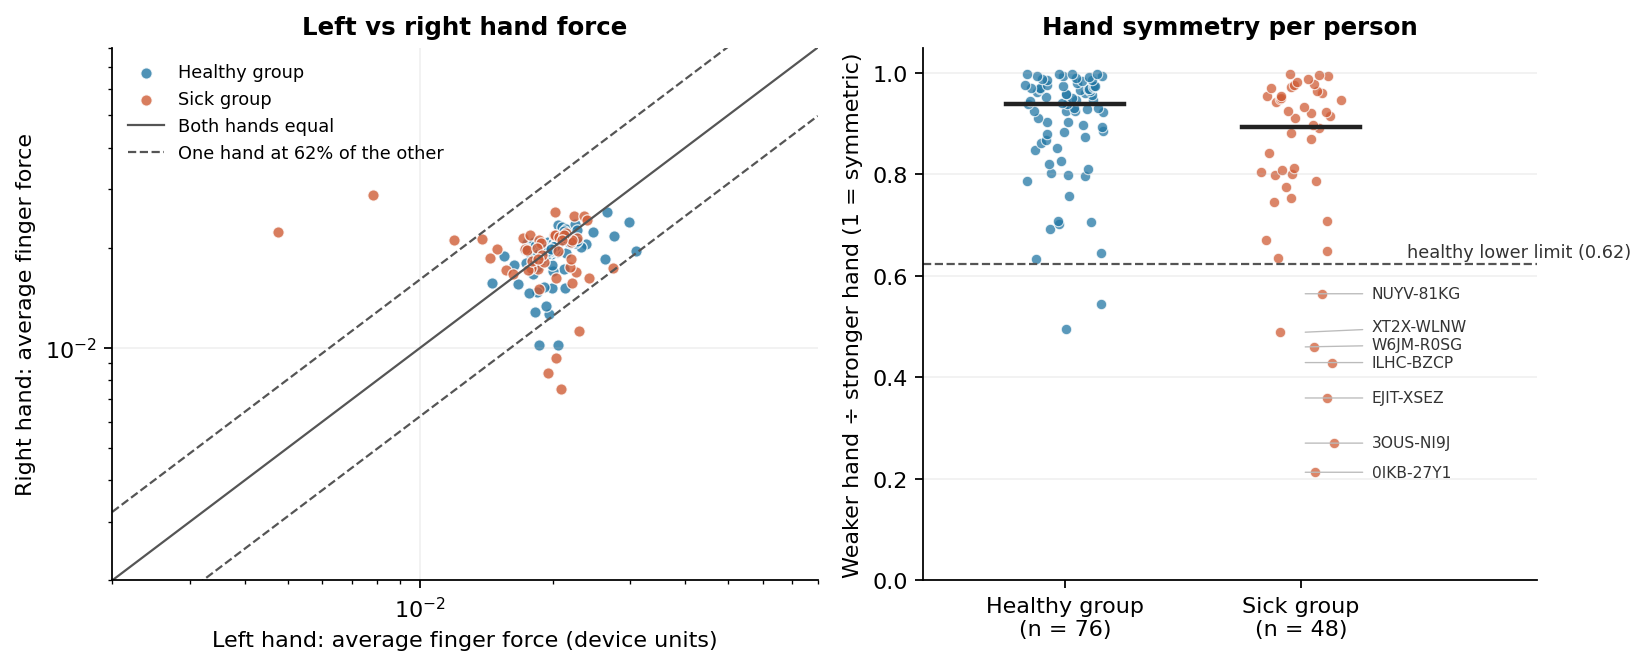 Left vs right hand force
Right hand: average finger force
Healthy group
Sick group
Both hands equal
One hand at 62% of the other
10⁻²
10⁻²
Left hand: average finger force (device units)
Hand symmetry per person
Weaker hand ÷ stronger hand (1 = symmetric)
1.0
0.8
0.6
0.4
0.2
0.0
healthy lower limit (0.62)
NUYV-81KG
XT2X-WLNW
W6JM-R0SG
ILHC-BZCP
EJIT-XSEZ
3OUS-NI9J
0IKB-27Y1
Healthy group
(n = 76)
Sick group
(n = 48)